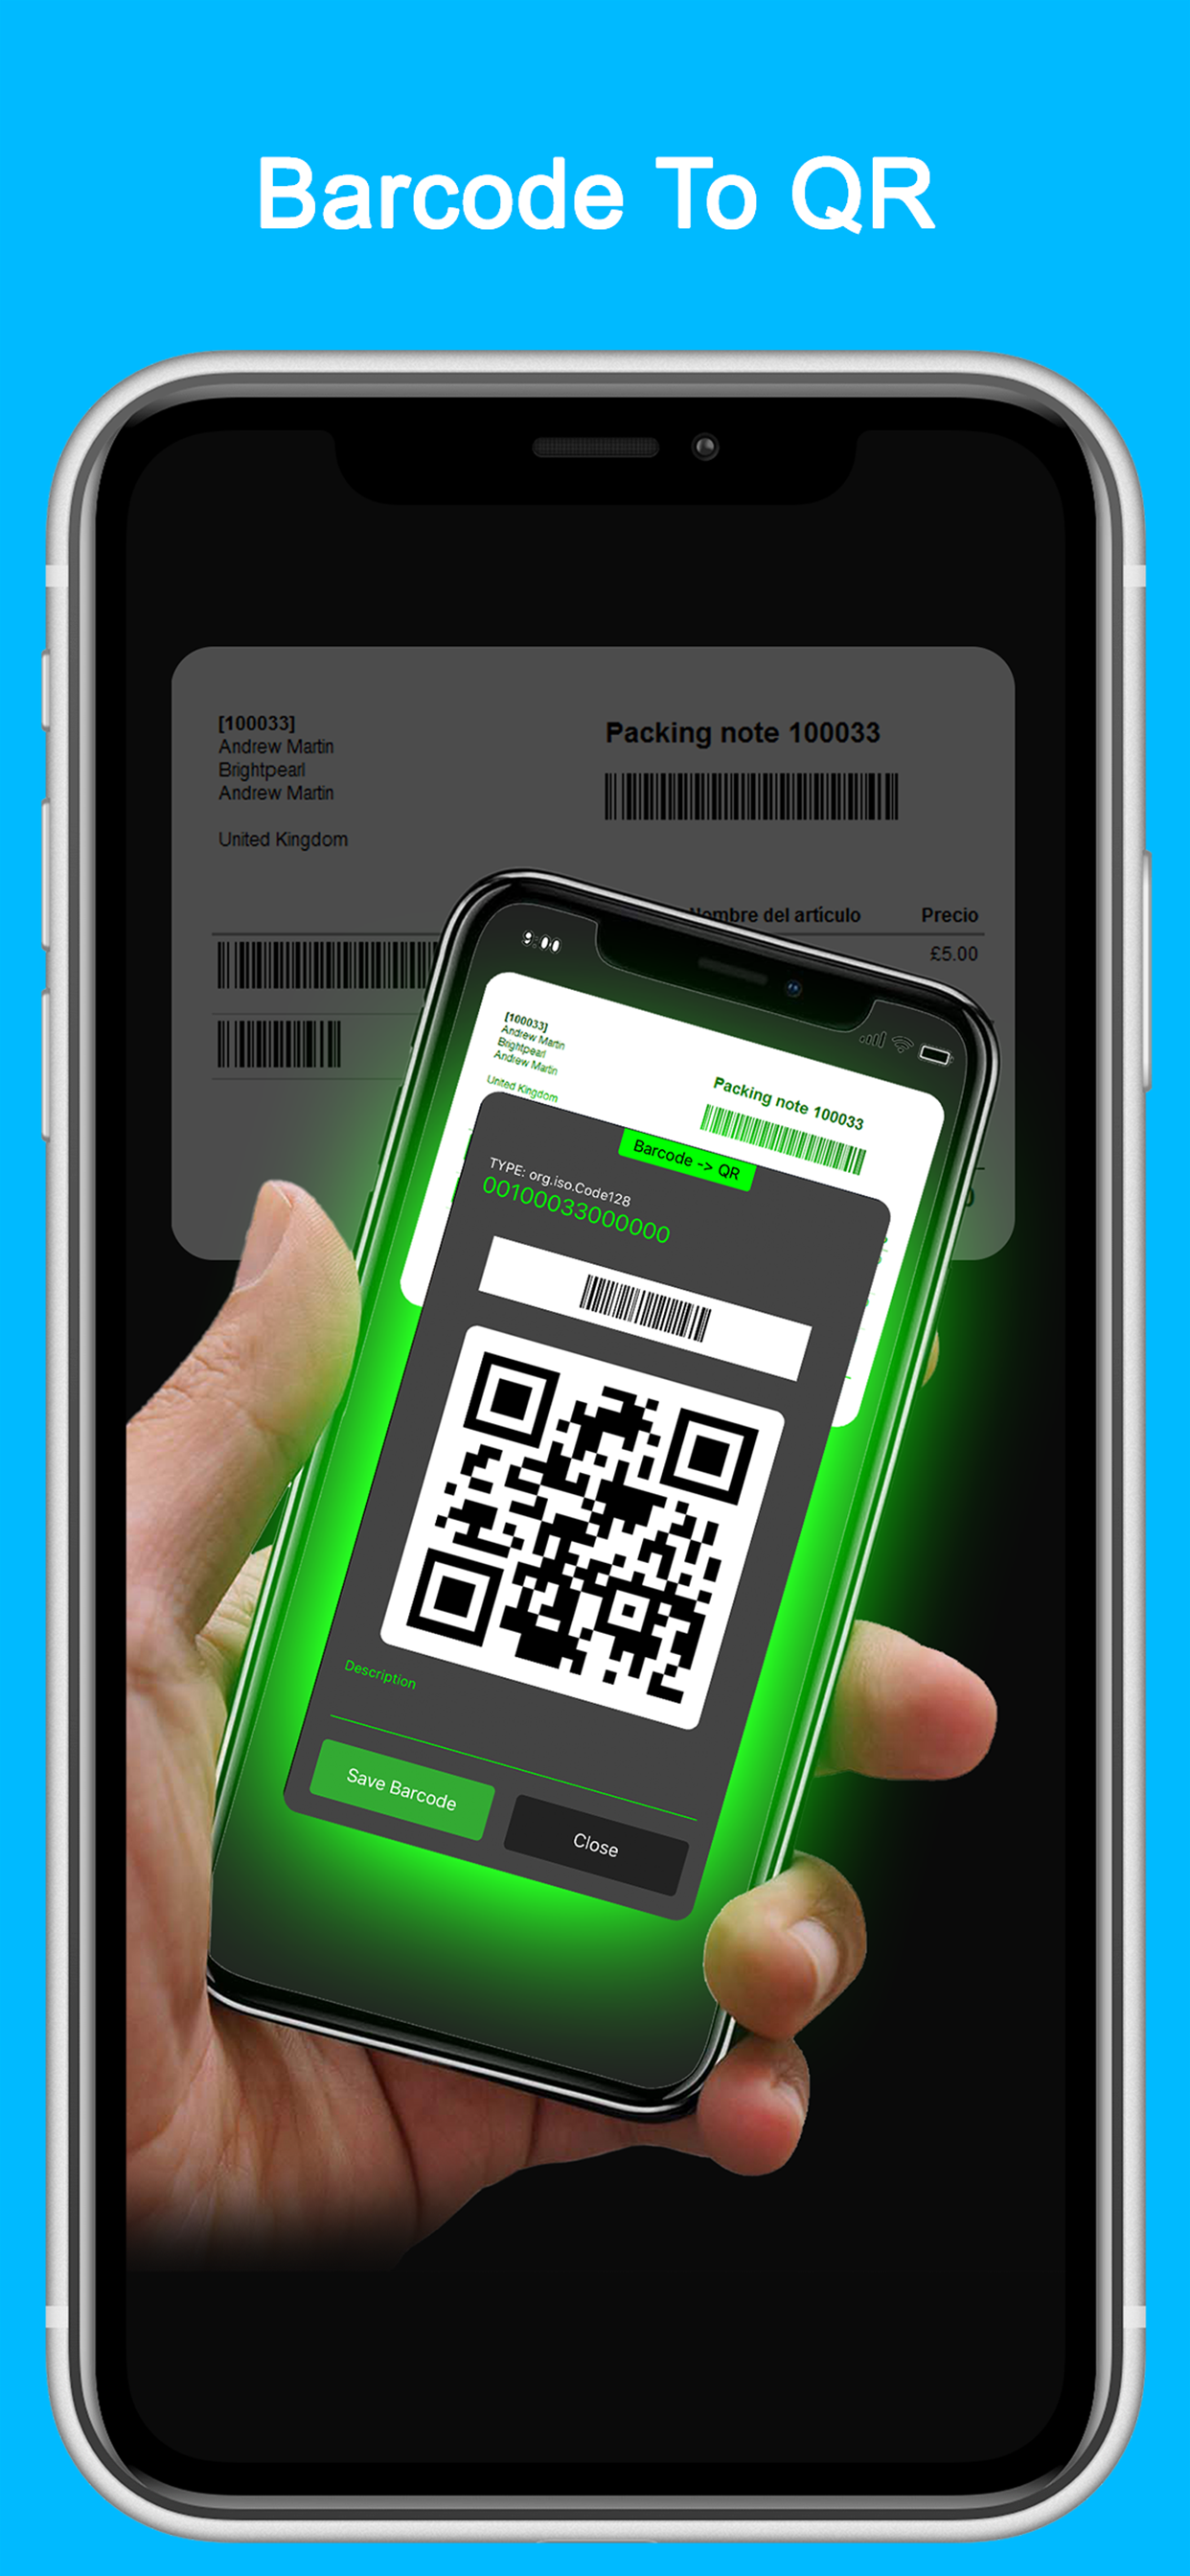 Barcode To QR
[100033]
Andrew Martin
Brightpearl
Andrew Martin
United Kingdom
Packing note 100033
Nombre del artículo
Precio
£5.00
9:00
[100033]
Andrew Martin
Brightpearl
Andrew Martin
United Kingdom
Packing note 100033
Barcode -> QR
TYPE: org.iso.Code128
00100033000000
Description
Save Barcode
Close